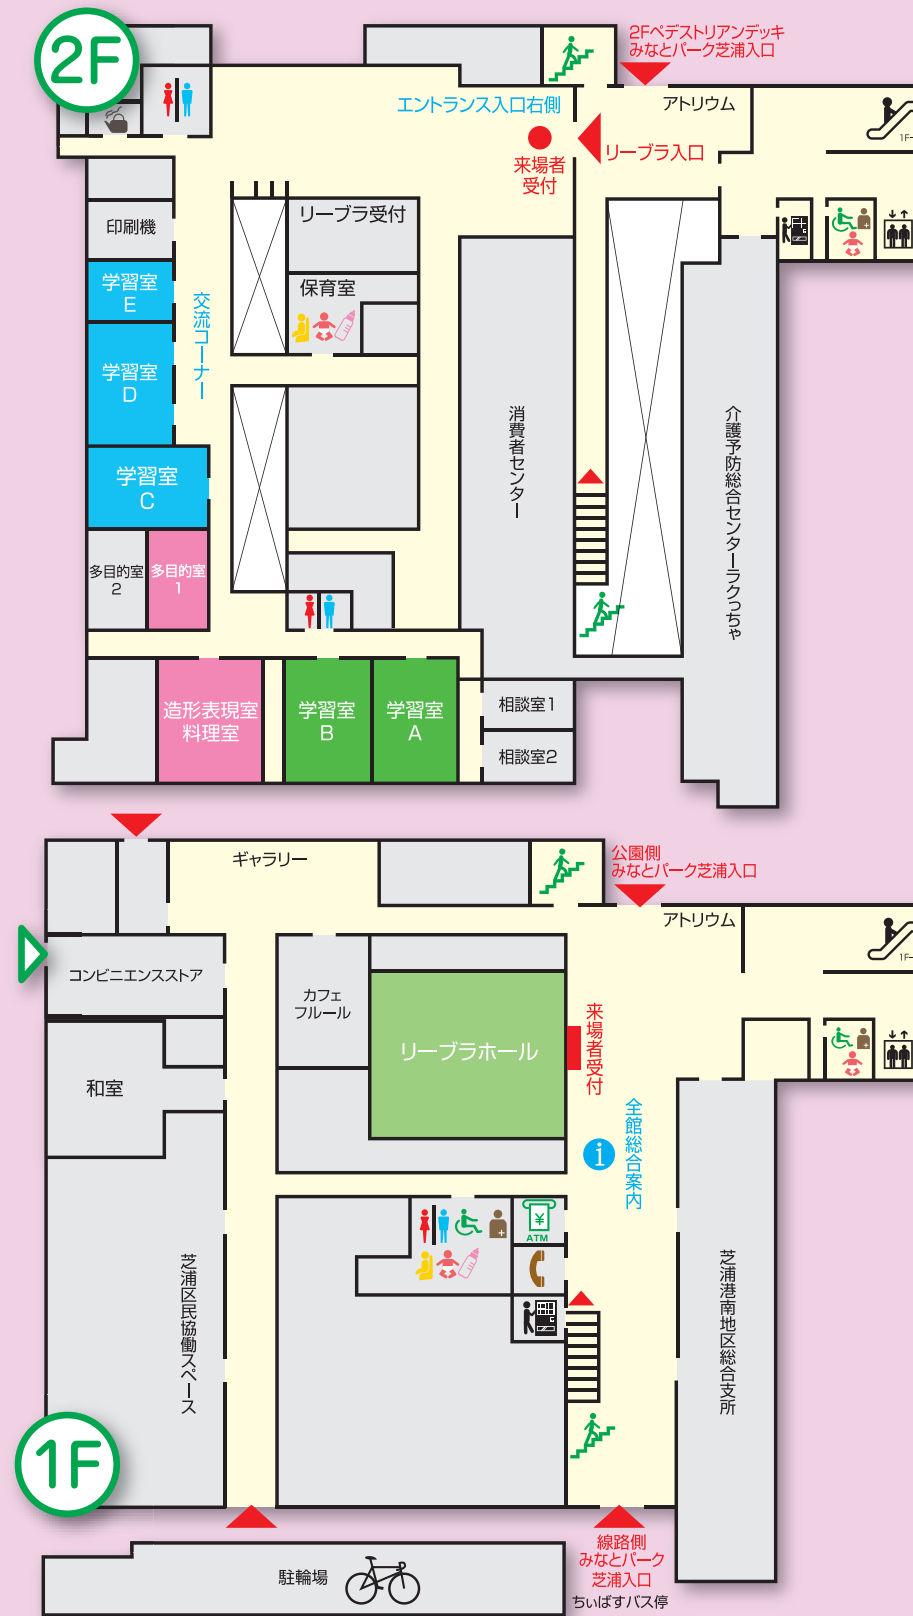 2F
2Fペデストリアンデッキ
みなとパーク芝浦入口
エントランス入口右側
アトリウム
来場者
受付
リーブラ入口
1F
リーブラ受付
印刷機
保育室
学習室
E
交流コーナー
学習室
D
消費者センター
介護予防総合センターラクっちゃ
学習室
C
多目的室
2
多目的室
1
造形表現室
料理室
学習室
B
学習室
A
相談室1
相談室2
ギャラリー
公園側
みなとパーク芝浦入口
アトリウム
1F
コンビニエンスストア
カフェ
フルール
リーブラホール
来場者受付
和室
全館総合案内
i
¥
ATM
芝浦区民協働スペース
芝浦港南地区総合支所
1F
線路側
みなとパーク
芝浦入口
駐輪場
ちぃばすバス停